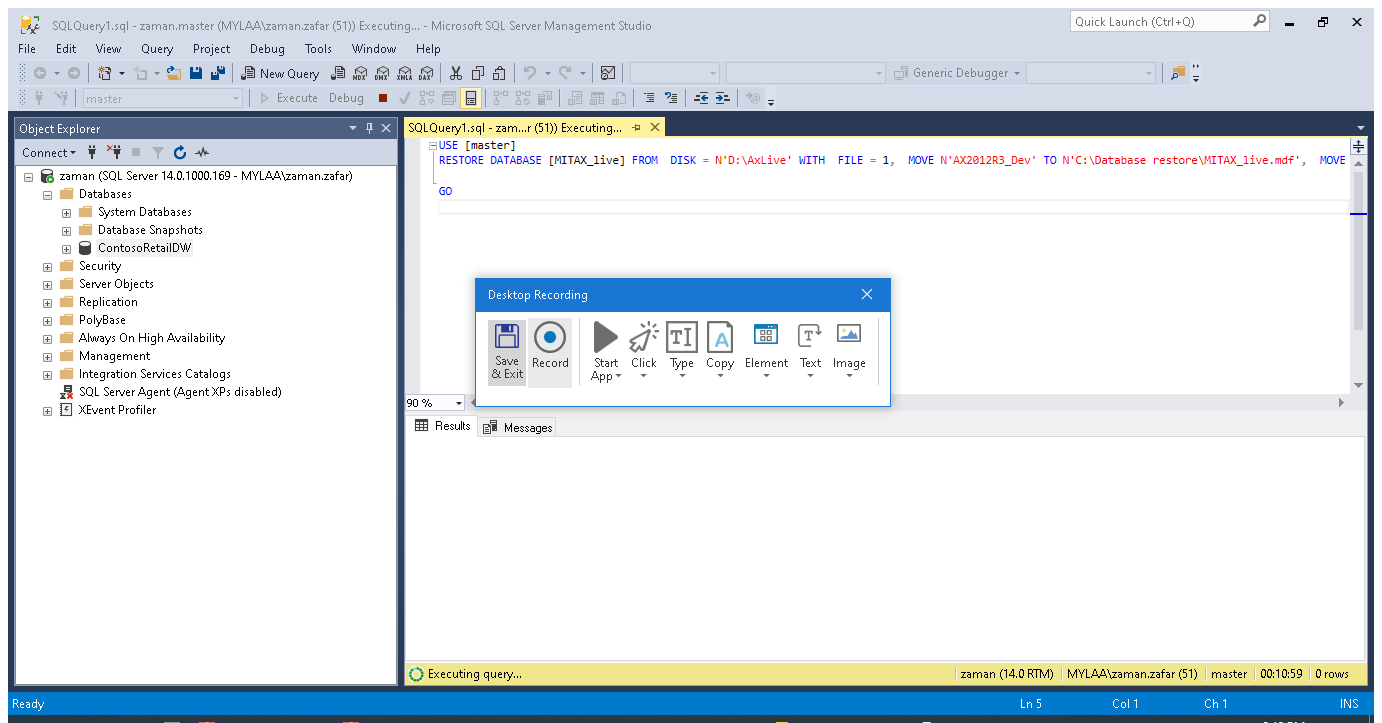 SQLQuery1.sql - zaman.master (MYLAA\zaman.zafar (51)) Executing... - Microsoft SQL Server Management Studio
Quick Launch (Ctrl+Q)
File Edit View Query Project Debug Tools Window Help
New Query
MDX DMX XMLA DAX
Generic Debugger
master
Execute Debug
Object Explorer
Connect
zaman (SQL Server 14.0.1000.169 - MYLAA\zaman.zafar)
Databases
System Databases
Database Snapshots
ContosoRetailDW
Security
Server Objects
Replication
PolyBase
Always On High Availability
Management
Integration Services Catalogs
SQL Server Agent (Agent XPs disabled)
XEvent Profiler
SQLQuery1.sql - zam...r (51)) Executing...
USE [master]
RESTORE DATABASE [MITAX_live] FROM DISK = N'D:\AxLive' WITH FILE = 1, MOVE N'AX2012R3_Dev' TO N'C:\Database restore\MITAX_live.mdf', MOVE
GO
Desktop Recording
Save & Exit
Record
Start App
Click
Type
Copy
Element
Text
Image
90 %
Results
Messages
Executing query...
zaman (14.0 RTM) MYLAA\zaman.zafar (51) master 00:10:59 0 rows
Ready
Ln 5 Col 1 Ch 1 INS